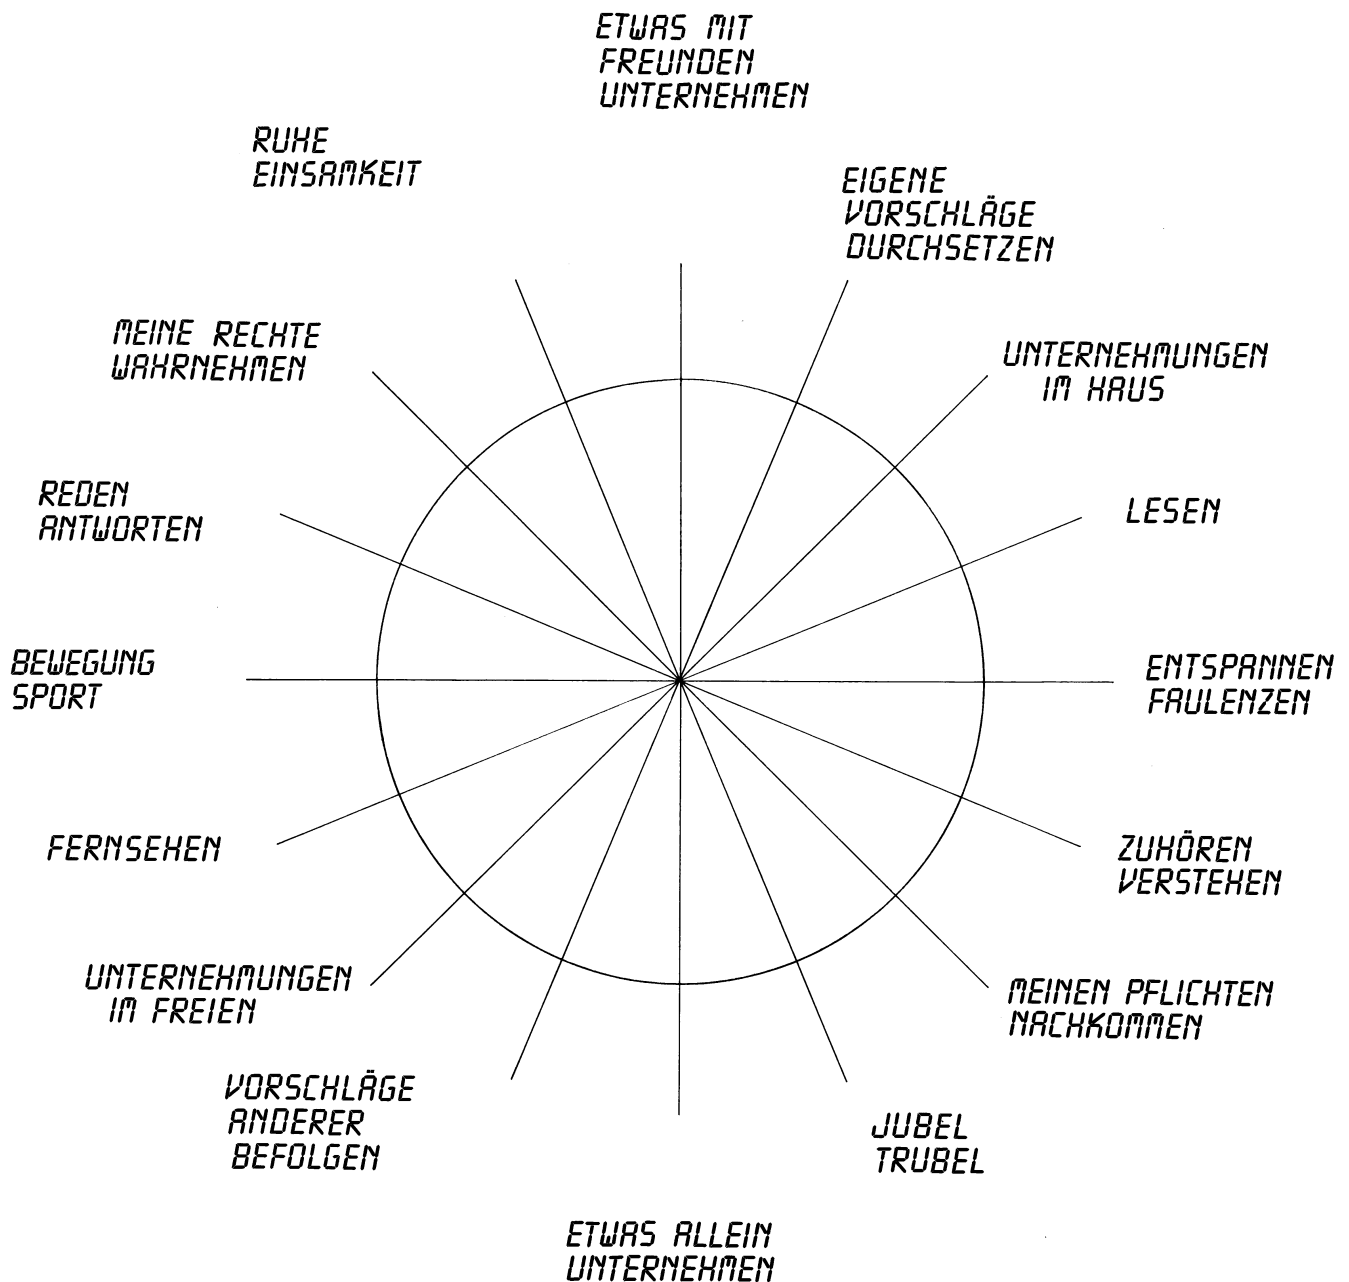 ETWAS MIT
FREUNDEN
UNTERNEHMEN
RUHE
EINSAMKEIT
EIGENE
VORSCHLÄGE
DURCHSETZEN
MEINE RECHTE
WAHRNEHMEN
UNTERNEHMUNGEN
IM HAUS
REDEN
ANTWORTEN
LESEN
BEWEGUNG
SPORT
ENTSPANNEN
FAULENZEN
FERNSEHEN
ZUHÖREN
VERSTEHEN
UNTERNEHMUNGEN
IM FREIEN
MEINEN PFLICHTEN
NACHKOMMEN
VORSCHLÄGE
ANDERER
BEFOLGEN
JUBEL
TRUBEL
ETWAS ALLEIN
UNTERNEHMEN